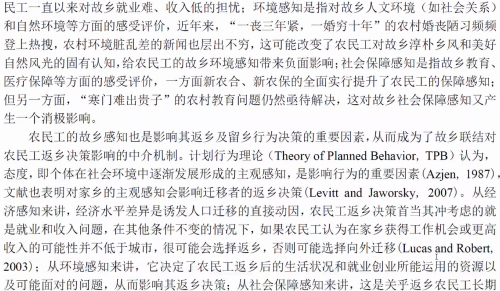 民工一直以来对故乡就业难、收入低的担忧；环境感知是指对故乡人文环境（如社会关系）
和自然环境等方面的感受评价，近年来，“一丧三年紧，一婚穷十年”的农村婚丧陋习频频
登上热搜，农村环境脏乱差的新闻也层出不穷，这可能改变了农民工对故乡淳朴乡风和美好
自然风光的固有认知，给农民工的故乡环境感知带来负面影响；社会保障感知是指故乡教育、
医疗保障等方面的感受评价，一方面新农合、新农保的全面实行提升了农民工的保障感知；
但另一方面，“寒门难出贵子”的农村教育问题仍然亟待解决，这对故乡社会保障感知又产
生一个消极影响。
农民工的故乡感知也是影响其返乡及留乡行为决策的重要因素，从而成为了故乡联结对
农民工返乡决策影响的中介机制。计划行为理论（Theory of Planned Behavior, TPB）认为，
态度，即个体在社会环境中逐渐发展形成的主观感知，是影响行为的重要因素(Azjen, 1987)，
文献也表明对家乡的主观感知会影响迁移者的返乡决策(Levitt and Jaworsky, 2007)。从经
济感知来讲，经济水平差异是诱发人口迁移的直接动因，农民工返乡决策首当其冲考虑的就
是就业和收入问题，在其他条件不变的情况下，如果农民工认为在家乡获得工作机会或更高
收入的可能性并不低于城市，很可能会选择返乡，否则可能选择向外迁移(Lucas and Robert,
2003)；从环境感知来讲，它决定了农民工返乡后的生活状况和就业创业所能运用的资源以
及可能面对的问题，从而影响其返乡决策；从社会保障感知来讲，这是关乎返乡农民工长期